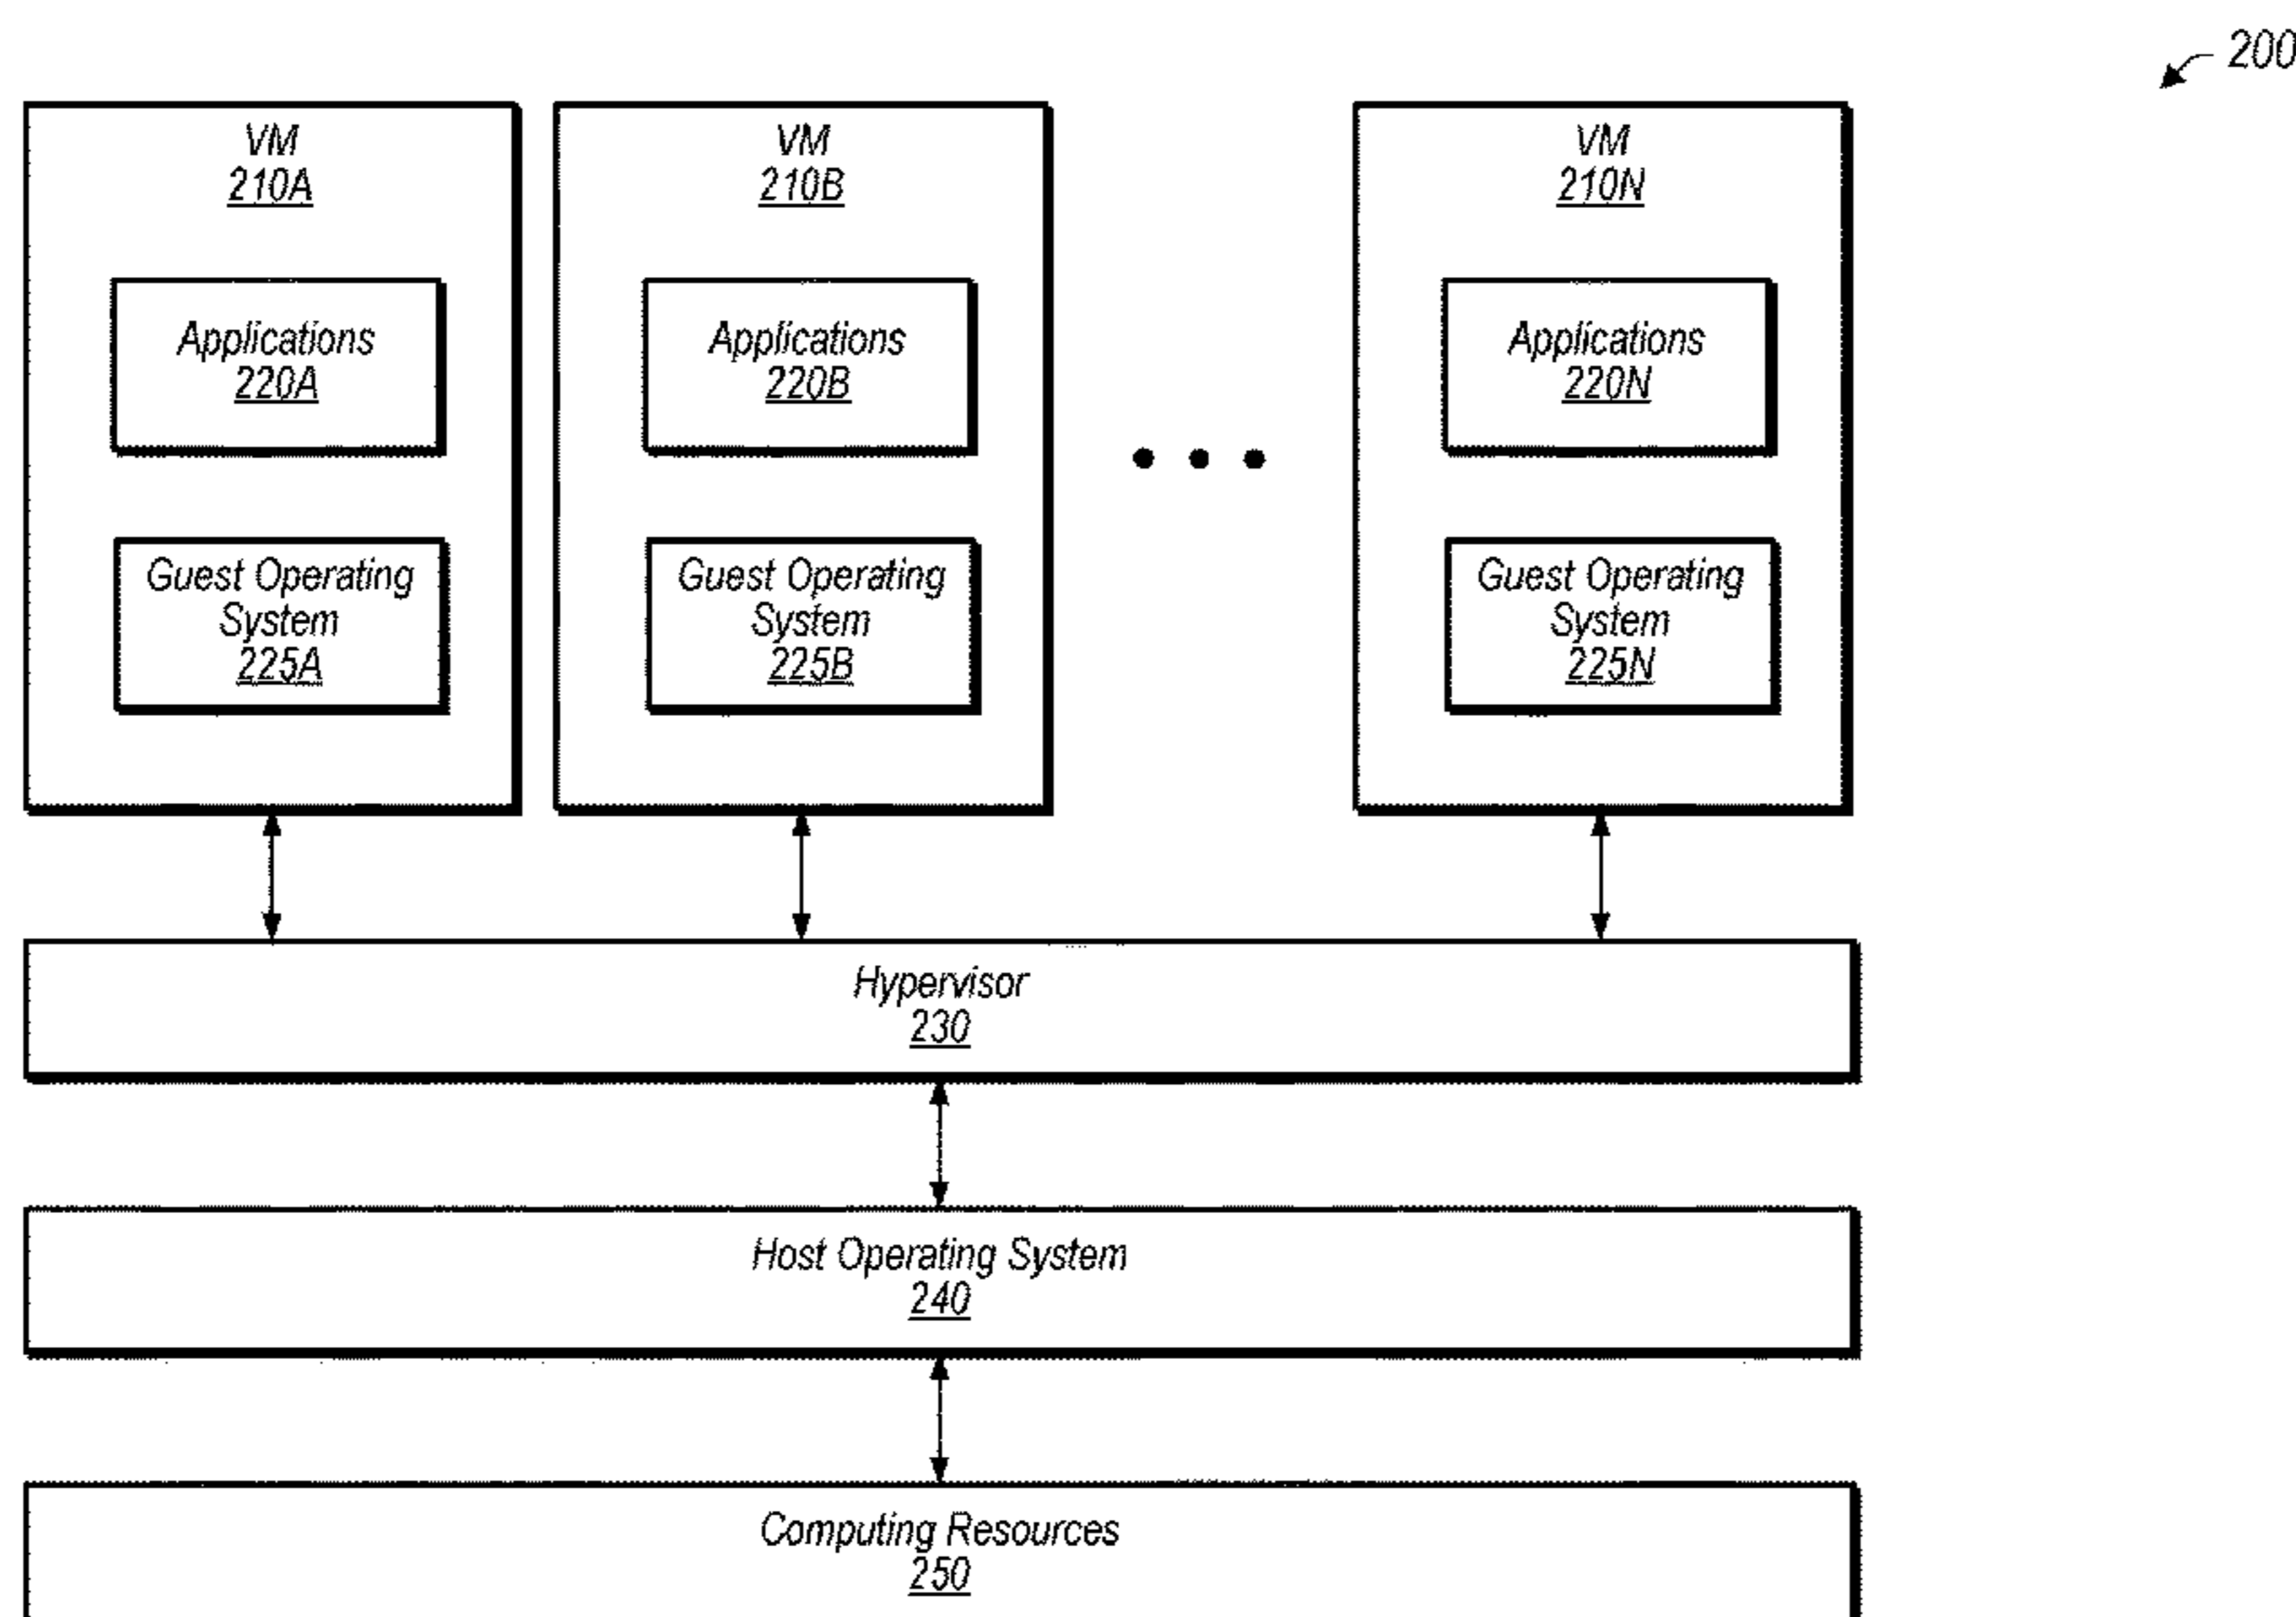 200
VM
210A
Applications
220A
Guest Operating
System
225A
VM
210B
Applications
220B
Guest Operating
System
225B
VM
210N
Applications
220N
Guest Operating
System
225N
Hypervisor
230
Host Operating System
240
Computing Resources
250